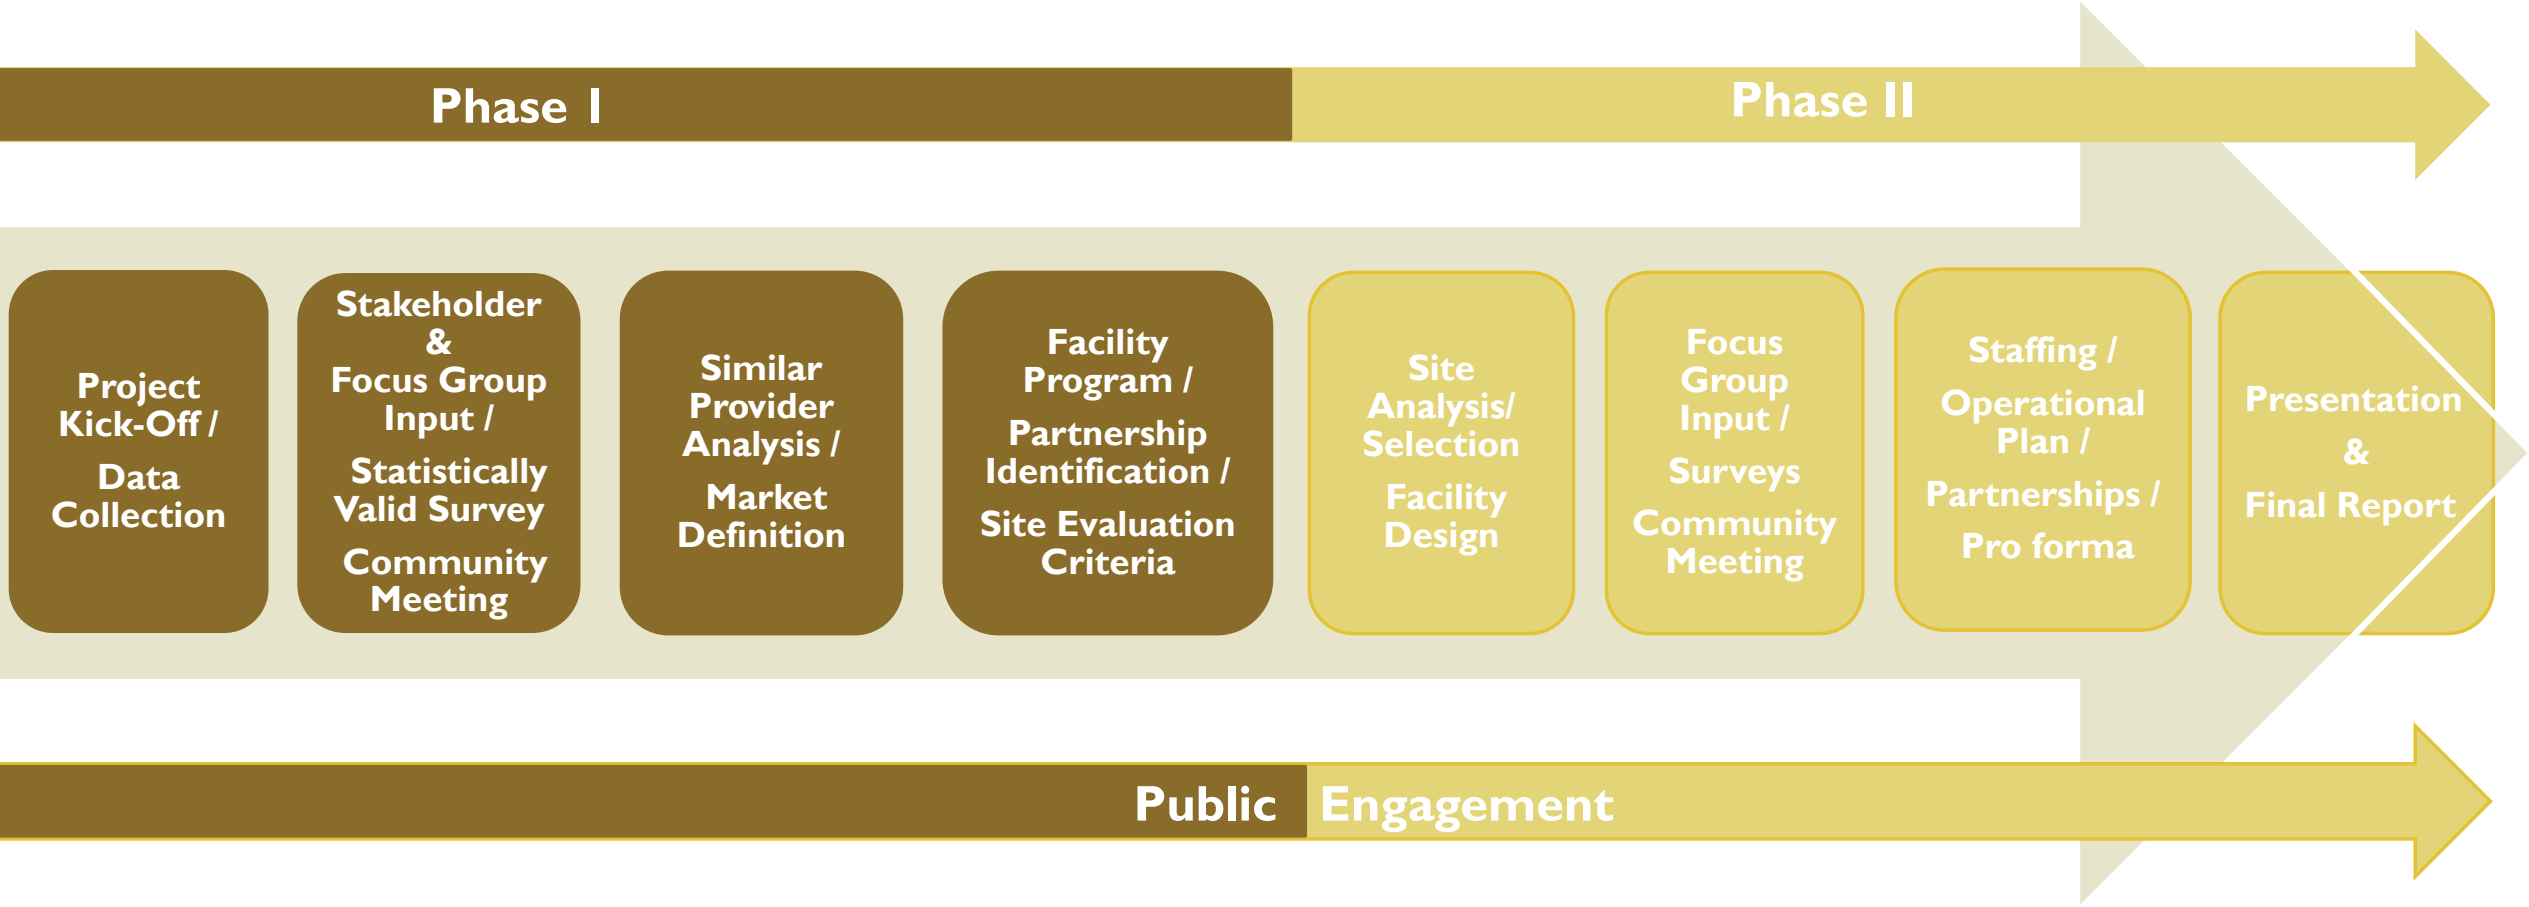 Phase I
Phase II
Project
Kick-Off /
Data
Collection
Stakeholder
&
Focus Group
Input /
Statistically
Valid Survey
Community
Meeting
Similar
Provider
Analysis /
Market
Definition
Facility
Program /
Partnership
Identification /
Site Evaluation
Criteria
Site
Analysis/
Selection
Facility
Design
Focus
Group
Input /
Surveys
Community
Meeting
Staffing /
Operational
Plan /
Partnerships /
Pro forma
Presentation
&
Final Report
Public Engagement